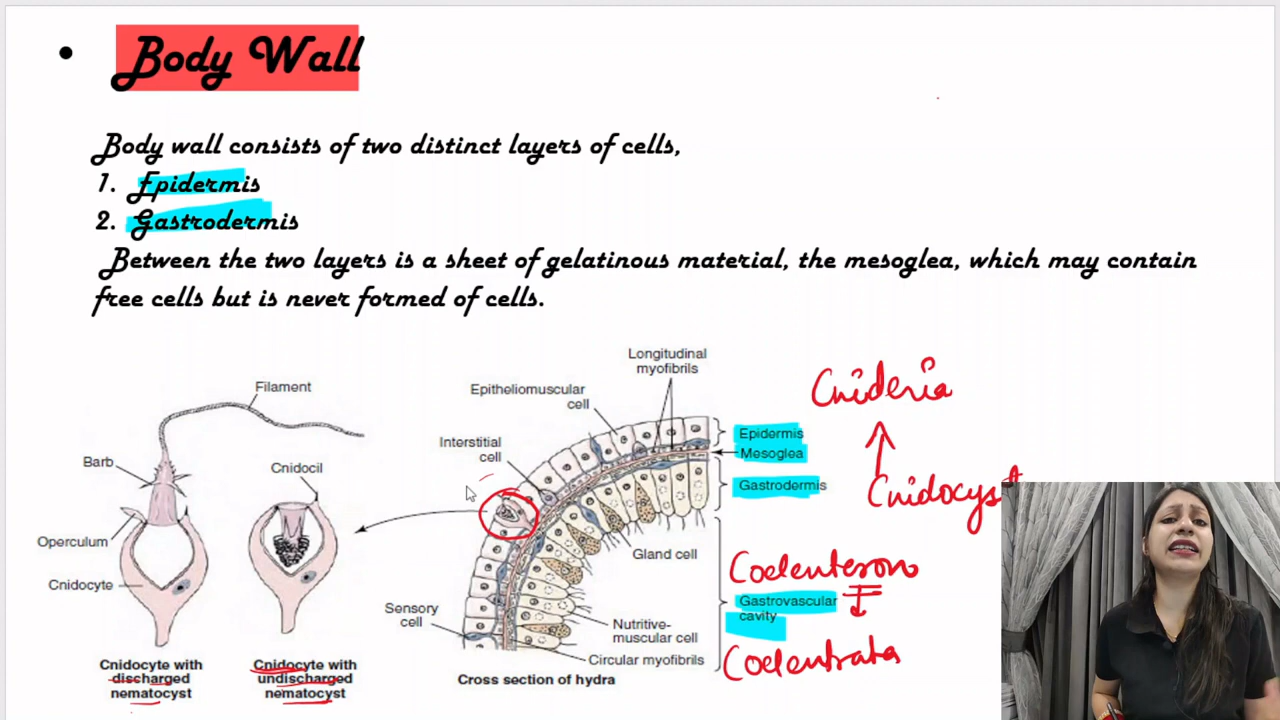 • Body Wall
Body wall consists of two distinct layers of cells,
1. Epidermis
2. Gastrodermis
Between the two layers is a sheet of gelatinous material, the mesoglea, which may contain
free cells but is never formed of cells.
Filament
Barb
Cnidocil
Operculum
Cnidocyte
Cnidocyte with
discharged
nematocyst
Cnidocyte with
undischarged
nematocyst
Longitudinal
myofibrils
Epitheliomuscular
cell
Interstitial
cell
Epidermis
Mesoglea
Gastrodermis
Gland cell
Gastrovascular
cavity
Sensory
cell
Nutritive-
muscular cell
Circular myofibrils
Cross section of hydra
Cnideria
Cnidocyst
Coelenteron
Coelentrata